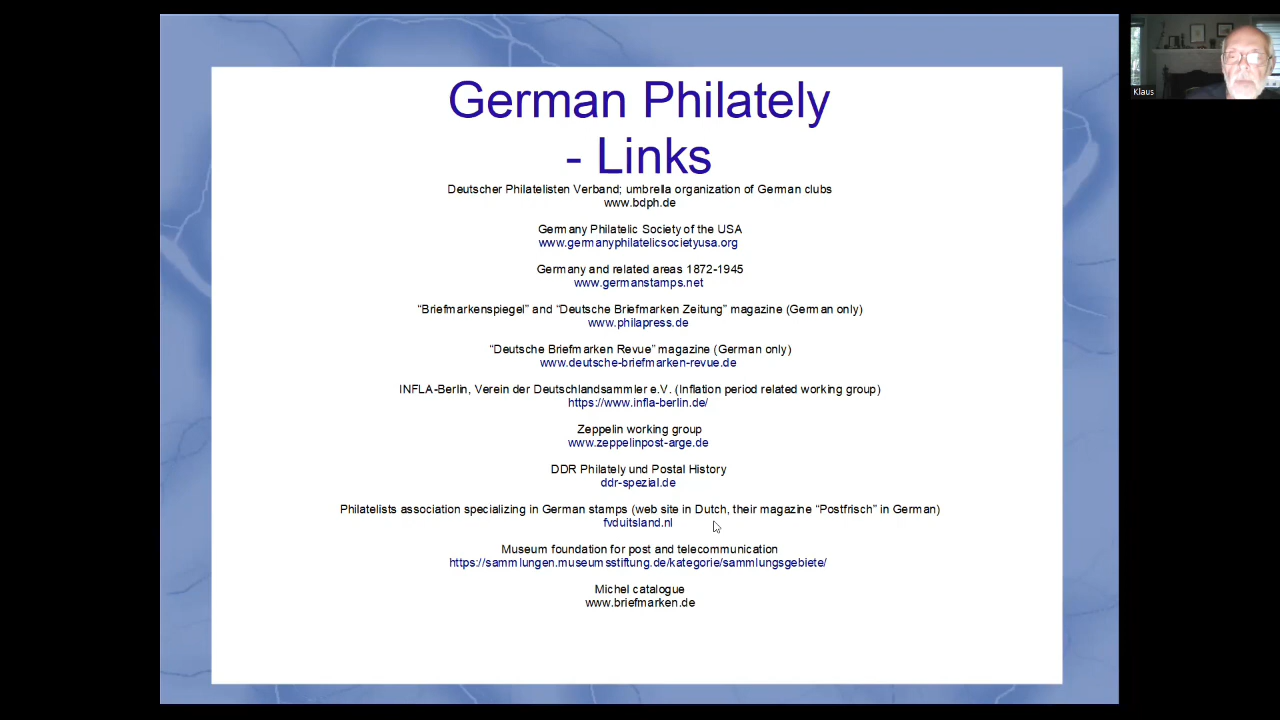 German Philately
- Links
Deutscher Philatelisten Verband; umbrella organization of German clubs
www.bdph.de
Germany Philatelic Society of the USA
www.germanyphilatelicsocietyusa.org
Germany and related areas 1872-1945
www.germanstamps.net
“Briefmarkenspiegel” and “Deutsche Briefmarken Zeitung” magazine (German only)
www.philapress.de
“Deutsche Briefmarken Revue” magazine (German only)
www.deutsche-briefmarken-revue.de
INFLA-Berlin, Verein der Deutschlandsammler e.V. (Inflation period related working group)
https://www.infla-berlin.de/
Zeppelin working group
www.zeppelinpost-arge.de
DDR Philately und Postal History
ddr-spezial.de
Philatelists association specializing in German stamps (web site in Dutch, their magazine “Postfrisch” in German)
fvduitsland.nl
Museum foundation for post and telecommunication
https://sammlungen.museumsstiftung.de/kategorie/sammlungsgebiete/
Michel catalogue
www.briefmarken.de
Klaus